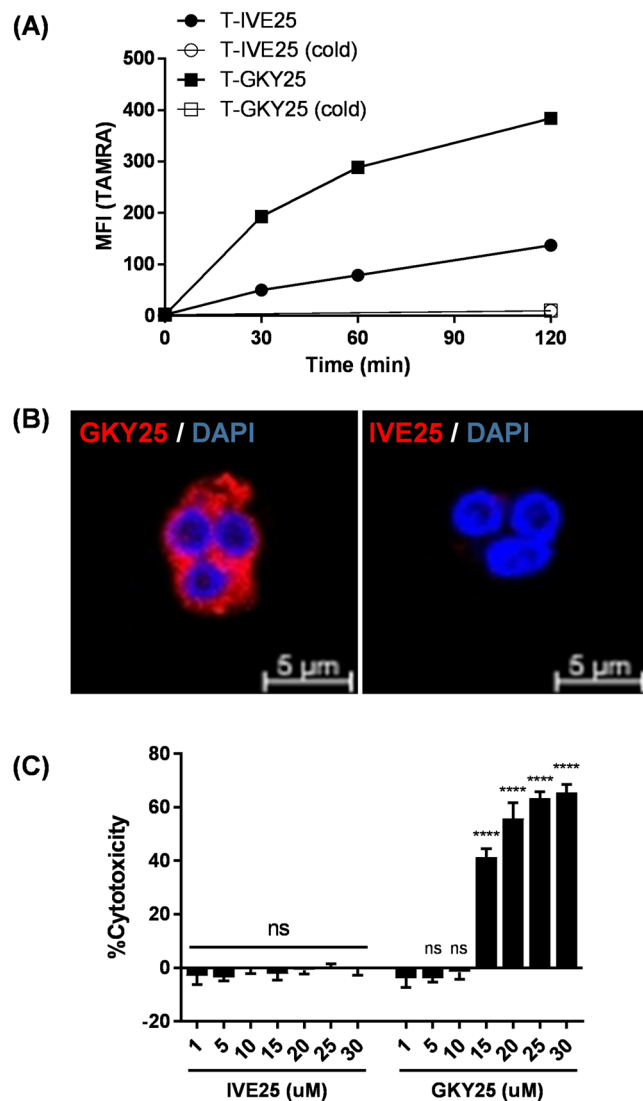 (A)
T-IVE25
T-IVE25 (cold)
T-GKY25
T-GKY25 (cold)
MFI (TAMRA)
500
400
300
200
100
0
0 30 60 90 120
Time (min)
(B)
GKY25 / DAPI
IVE25 / DAPI
5 µm
5 µm
(C)
%Cytotoxicity
80
60
40
20
0
-20
ns
ns ns **** **** **** ****
1 5 10 15 20 25 30 1 5 10 15 20 25 30
IVE25 (uM) GKY25 (uM)